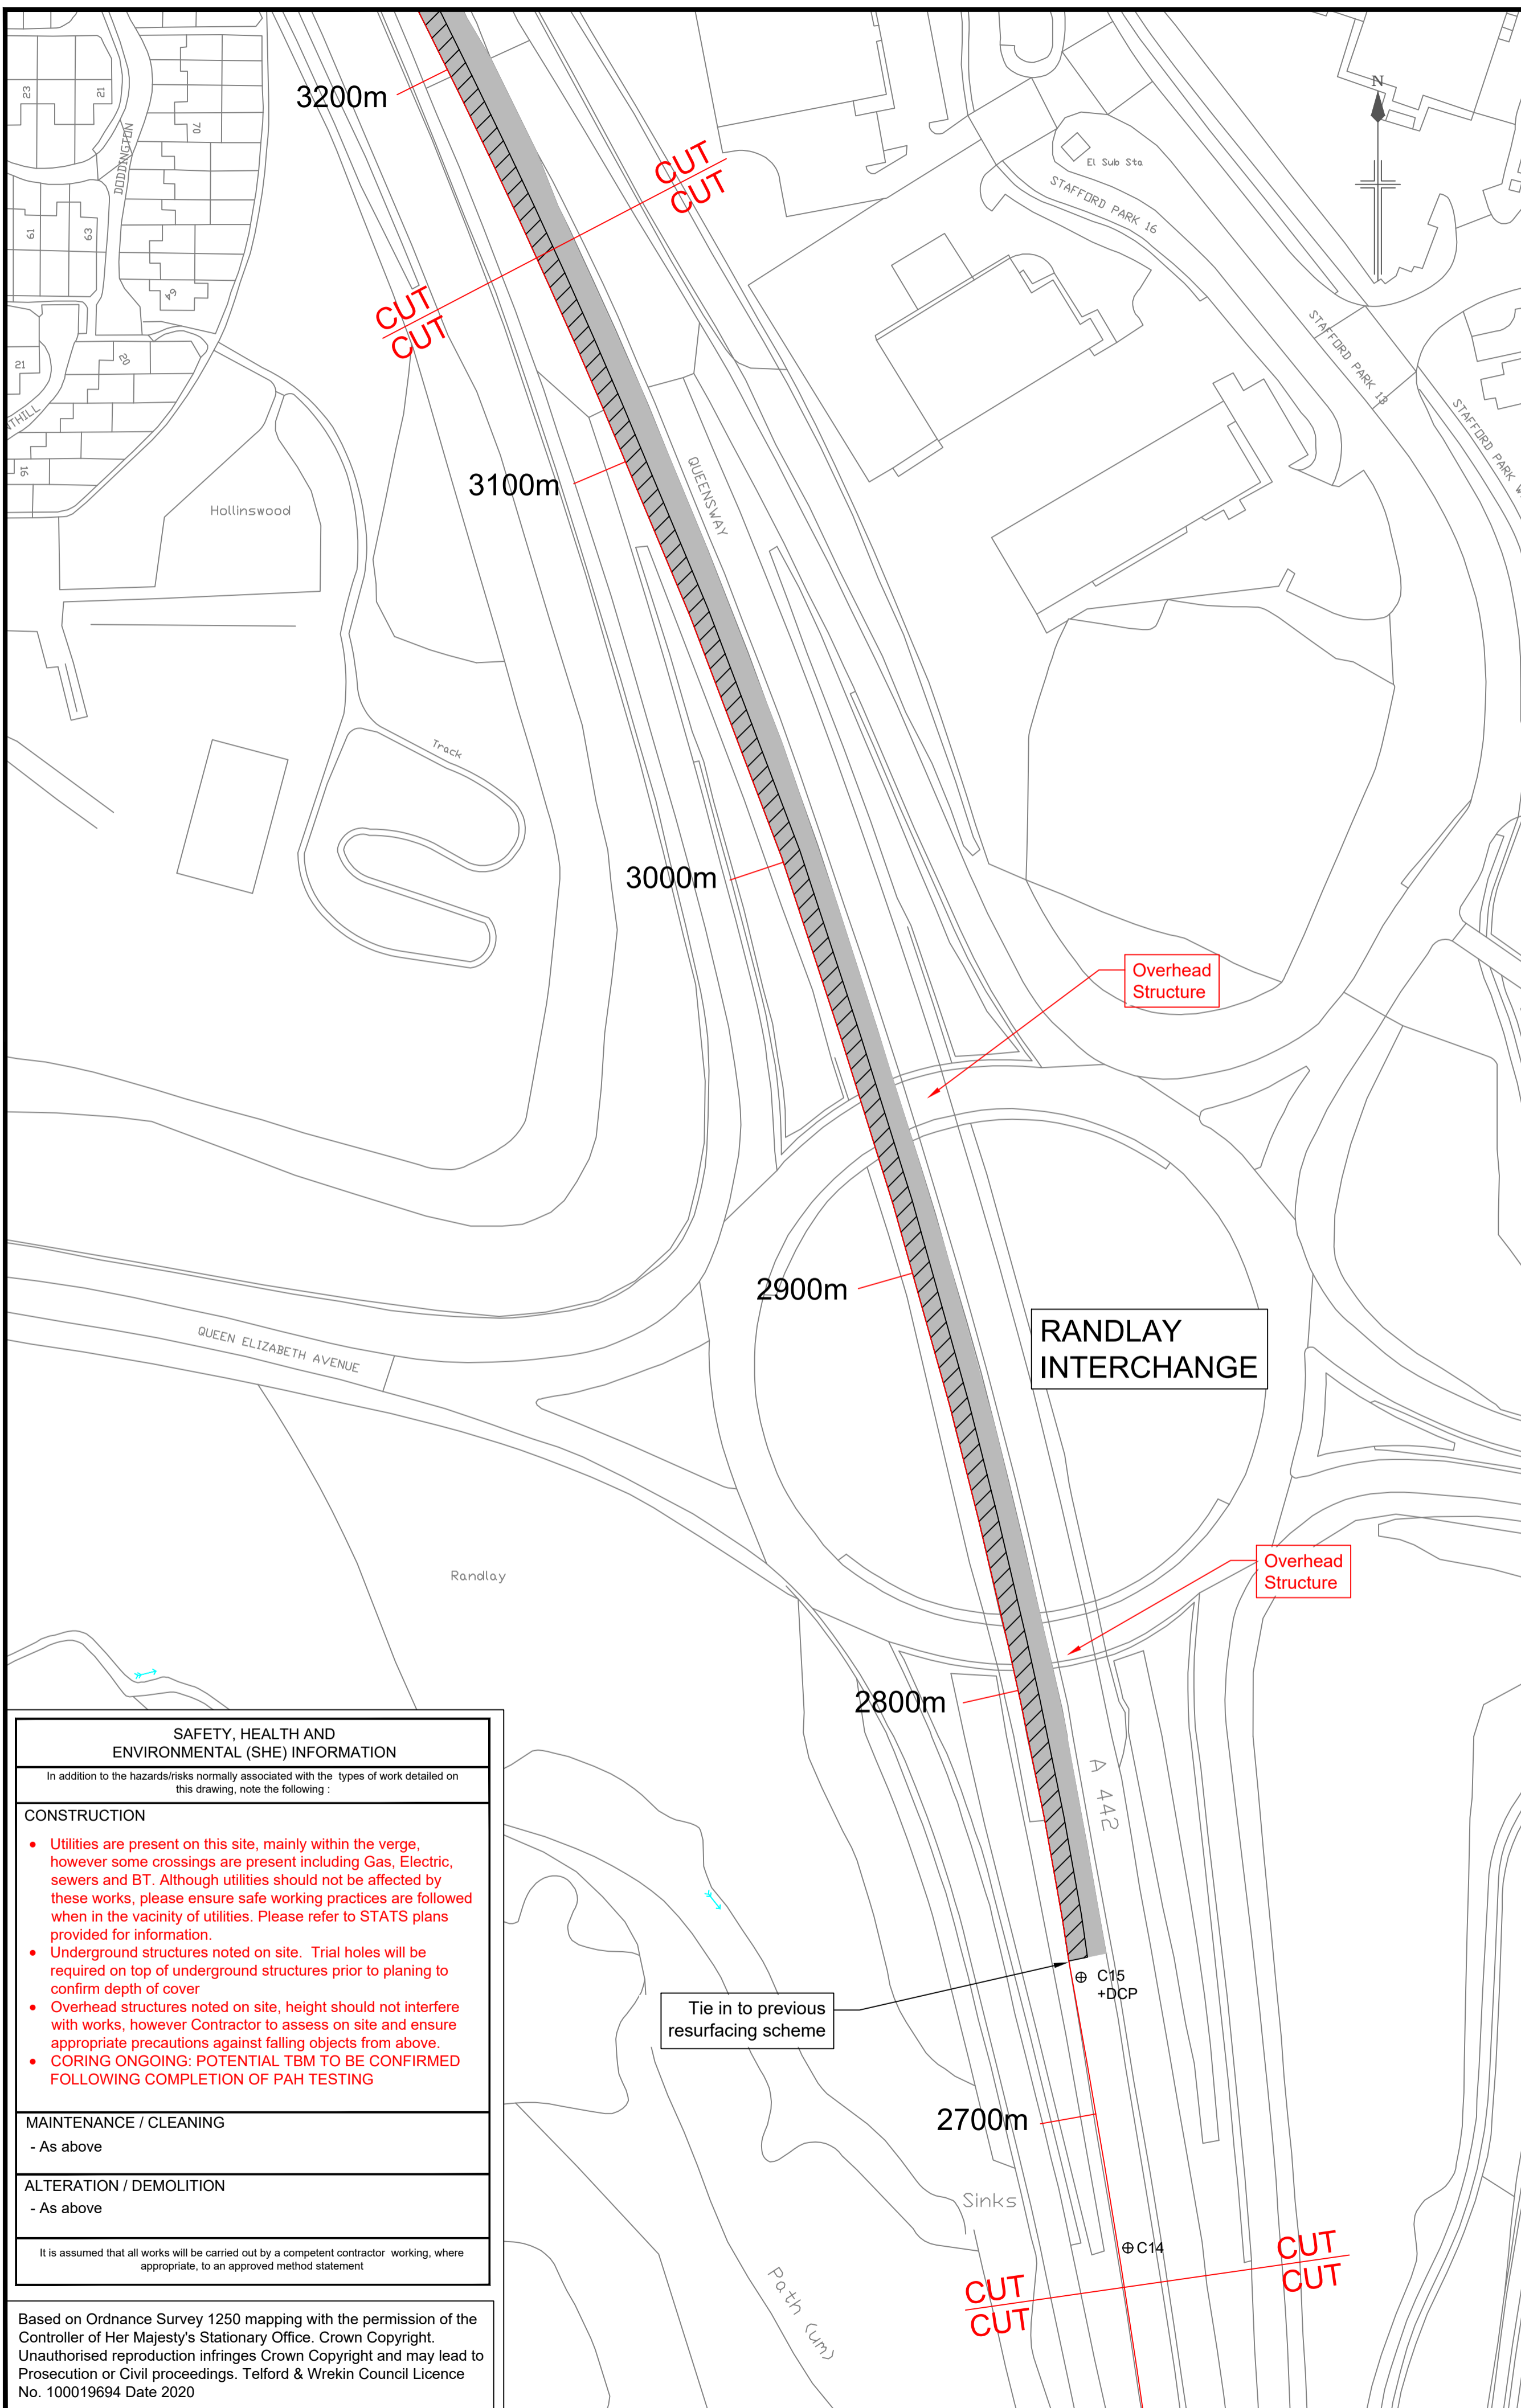 3200m
23
21
70
DODDINGTON
61
63
64
21
20
16
CUT
CUT
CUT
CUT
N
El Sub Sta
STAFFORD PARK 16
STAFFORD PARK 13
STAFFORD PARK
3100m
QUEENSWAY
Hollinswood
Track
3000m
Overhead
Structure
2900m
RANDLAY
INTERCHANGE
QUEEN ELIZABETH AVENUE
Randlay
Overhead
Structure
2800m
A 442
C15
+DCP
Tie in to previous
resurfacing scheme
2700m
Sinks
C14
CUT
CUT
CUT
CUT
Path (um)
SAFETY, HEALTH AND
ENVIRONMENTAL (SHE) INFORMATION
In addition to the hazards/risks normally associated with the types of work detailed on
this drawing, note the following :
CONSTRUCTION
• Utilities are present on this site, mainly within the verge,
however some crossings are present including Gas, Electric,
sewers and BT. Although utilities should not be affected by
these works, please ensure safe working practices are followed
when in the vacinity of utilities. Please refer to STATS plans
provided for information.
• Underground structures noted on site. Trial holes will be
required on top of underground structures prior to planing to
confirm depth of cover
• Overhead structures noted on site, height should not interfere
with works, however Contractor to assess on site and ensure
appropriate precautions against falling objects from above.
• CORING ONGOING: POTENTIAL TBM TO BE CONFIRMED
FOLLOWING COMPLETION OF PAH TESTING
MAINTENANCE / CLEANING
- As above
ALTERATION / DEMOLITION
- As above
It is assumed that all works will be carried out by a competent contractor working, where
appropriate, to an approved method statement
Based on Ordnance Survey 1250 mapping with the permission of the
Controller of Her Majesty's Stationary Office. Crown Copyright.
Unauthorised reproduction infringes Crown Copyright and may lead to
Prosecution or Civil proceedings. Telford & Wrekin Council Licence
No. 100019694 Date 2020